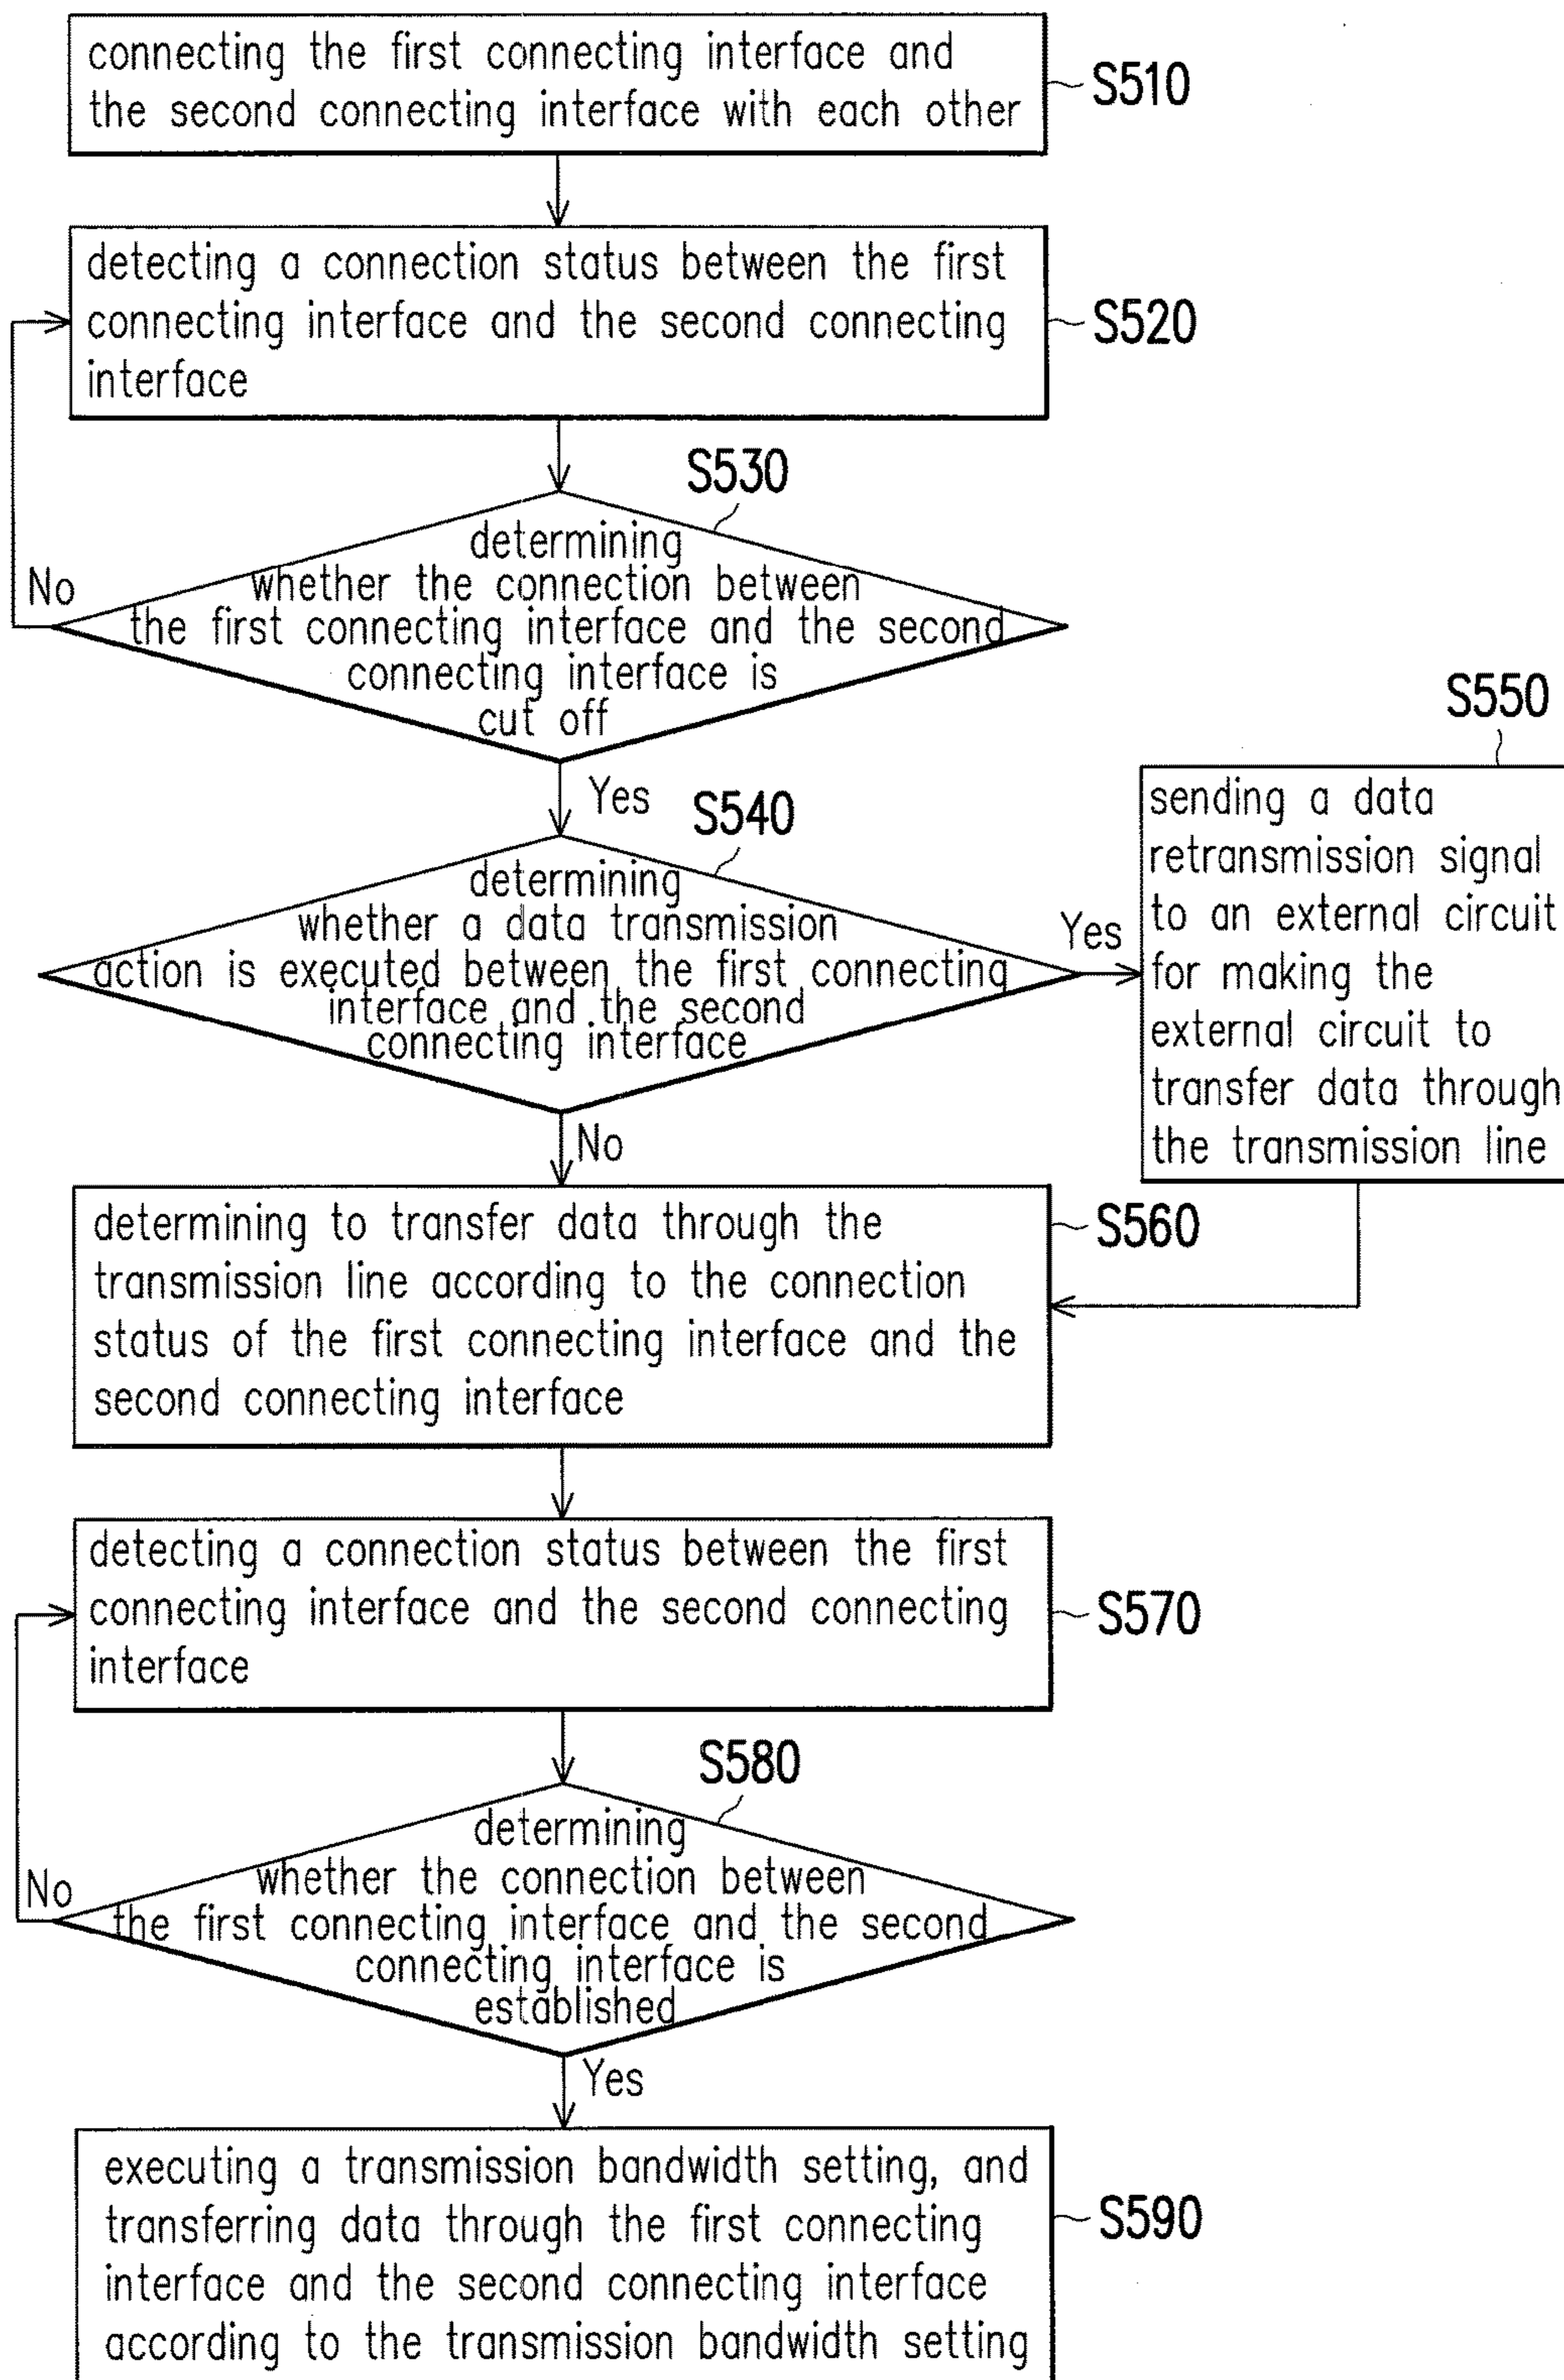 connecting the first connecting interface and
the second connecting interface with each other
S510
detecting a connection status between the first
connecting interface and the second connecting
interface
S520
S530
determining
whether the connection between
the first connecting interface and the second
connecting interface is
cut off
No
Yes
S540
determining
whether a data transmission
action is executed between the first connecting
interface and the second
connecting interface
Yes
No
S550
sending a data
retransmission signal
to an external circuit
for making the
external circuit to
transfer data through
the transmission line
determining to transfer data through the
transmission line according to the connection
status of the first connecting interface and the
second connecting interface
S560
detecting a connection status between the first
connecting interface and the second connecting
interface
S570
S580
determining
whether the connection between
the first connecting interface and the second
connecting interface is
established
No
Yes
executing a transmission bandwidth setting, and
transferring data through the first connecting
interface and the second connecting interface
according to the transmission bandwidth setting
S590